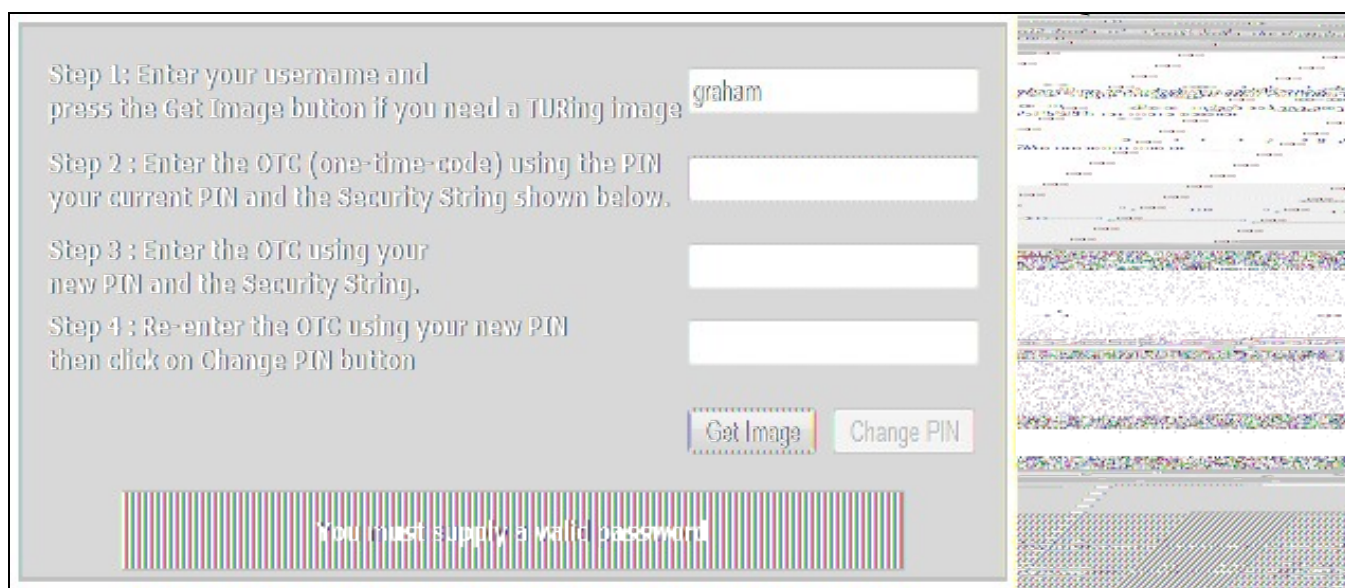 Step 1: Enter your username and
press the Get Image button if you need a TURing image
graham
Step 2 : Enter the OTC (one-time-code) using the PIN
your current PIN and the Security String shown below.
Step 3 : Enter the OTC using your
new PIN and the Security String.
Step 4 : Re-enter the OTC using your new PIN
then click on Change PIN button
Get Image
Change PIN
You must supply a valid password